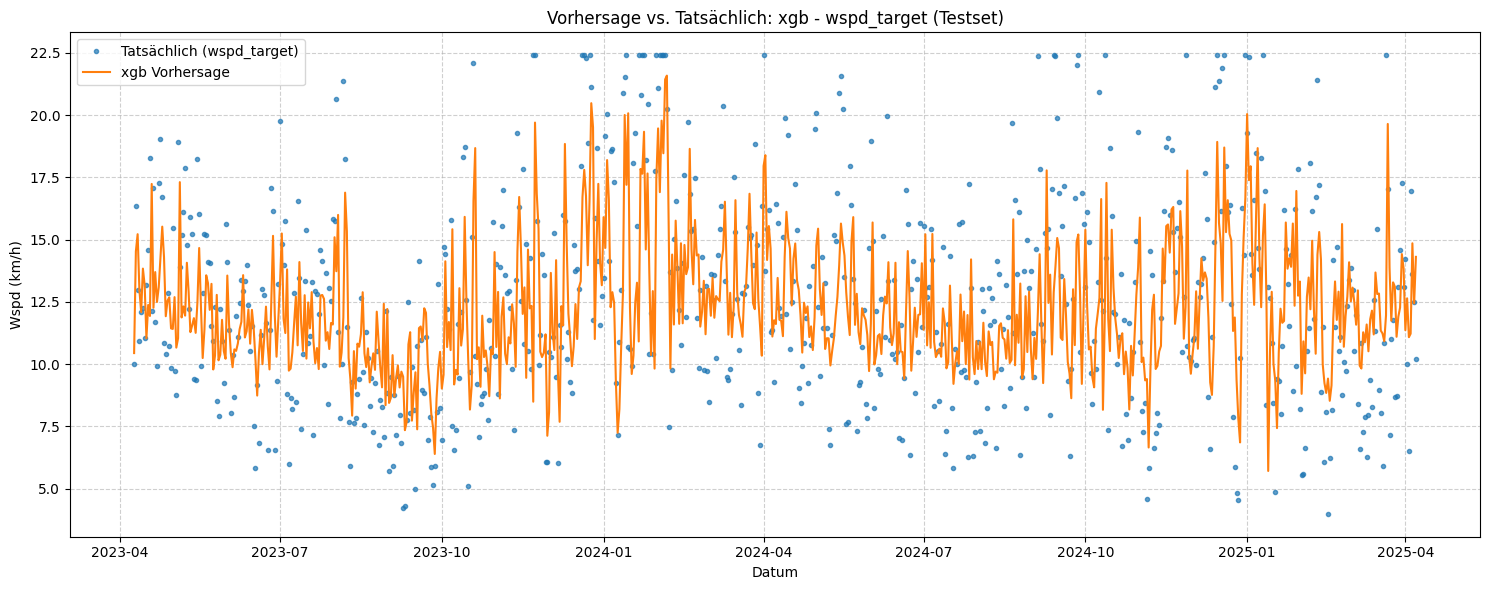 Vorhersage vs. Tatsächlich: xgb - wspd_target (Testset)
Tatsächlich (wspd_target)
xgb Vorhersage
Wspd (km/h)
22.5
20.0
17.5
15.0
12.5
10.0
7.5
5.0
2023-04 2023-07 2023-10 2024-01 2024-04 2024-07 2024-10 2025-01 2025-04
Datum